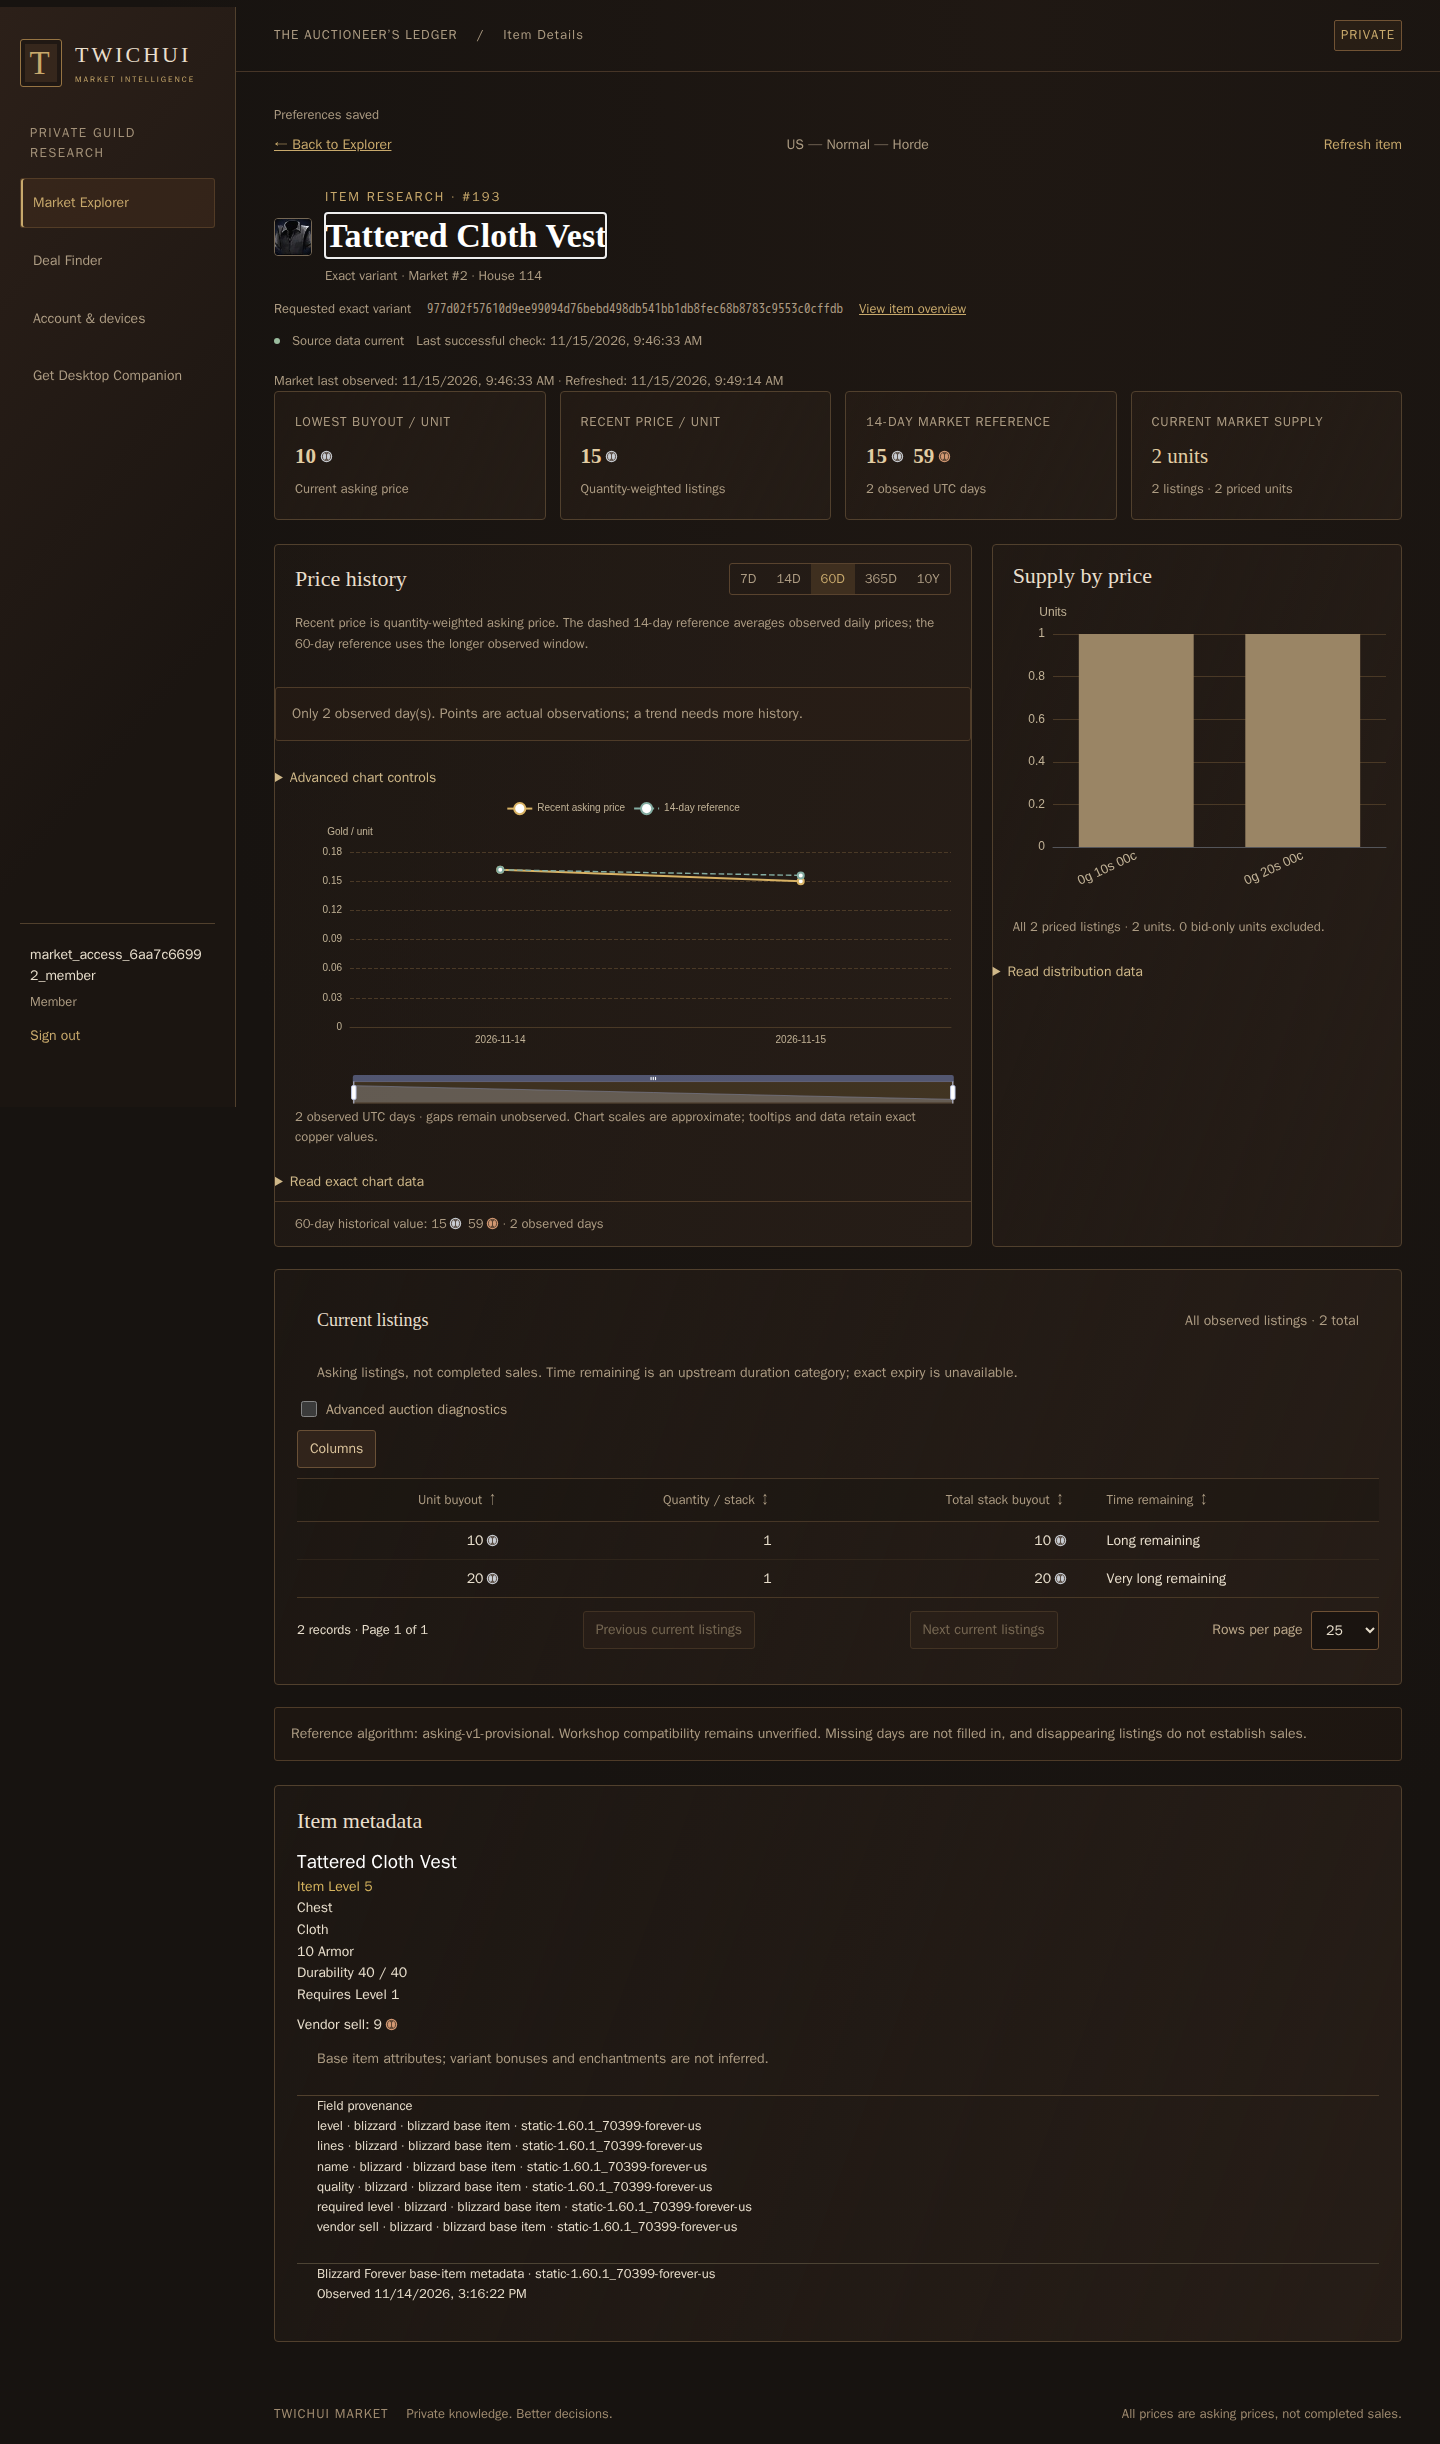 T
TWICHUI
MARKET INTELLIGENCE
PRIVATE GUILD
RESEARCH
Market Explorer
Deal Finder
Account & devices
Get Desktop Companion
market_access_6aa7c6699
2_member
Member
Sign out
THE AUCTIONEER'S LEDGER / Item Details
PRIVATE
Preferences saved
← Back to Explorer
US — Normal — Horde
Refresh item
ITEM RESEARCH · #193
Tattered Cloth Vest
Exact variant · Market #2 · House 114
Requested exact variant 977d02f57610d9ee99094d76bebd498db541bb1db8fec68b8783c9553c0cffdb View item overview
Source data current Last successful check: 11/15/2026, 9:46:33 AM
Market last observed: 11/15/2026, 9:46:33 AM · Refreshed: 11/15/2026, 9:49:14 AM
LOWEST BUYOUT / UNIT
10
Current asking price
RECENT PRICE / UNIT
15
Quantity-weighted listings
14-DAY MARKET REFERENCE
15 59
2 observed UTC days
CURRENT MARKET SUPPLY
2 units
2 listings · 2 priced units
Price history
7D 14D 60D 365D 10Y
Recent price is quantity-weighted asking price. The dashed 14-day reference averages observed daily prices; the
60-day reference uses the longer observed window.
Only 2 observed day(s). Points are actual observations; a trend needs more history.
Advanced chart controls
Recent asking price 14-day reference
Gold / unit
0.18
0.15
0.12
0.09
0.06
0.03
0
2026-11-14 2026-11-15
2 observed UTC days · gaps remain unobserved. Chart scales are approximate; tooltips and data retain exact
copper values.
Read exact chart data
60-day historical value: 15 59 · 2 observed days
Supply by price
Units
1
0.8
0.6
0.4
0.2
0
0g 10s 00c 0g 20s 00c
All 2 priced listings · 2 units. 0 bid-only units excluded.
Read distribution data
Current listings
All observed listings · 2 total
Asking listings, not completed sales. Time remaining is an upstream duration category; exact expiry is unavailable.
Advanced auction diagnostics
Columns
Unit buyout ↑ Quantity / stack ↕ Total stack buyout ↕ Time remaining ↕
10 1 10 Long remaining
20 1 20 Very long remaining
2 records · Page 1 of 1 Previous current listings Next current listings Rows per page 25
Reference algorithm: asking-v1-provisional. Workshop compatibility remains unverified. Missing days are not filled in, and disappearing listings do not establish sales.
Item metadata
Tattered Cloth Vest
Item Level 5
Chest
Cloth
10 Armor
Durability 40 / 40
Requires Level 1
Vendor sell: 9
Base item attributes; variant bonuses and enchantments are not inferred.
Field provenance
level · blizzard · blizzard base item · static-1.60.1_70399-forever-us
lines · blizzard · blizzard base item · static-1.60.1_70399-forever-us
name · blizzard · blizzard base item · static-1.60.1_70399-forever-us
quality · blizzard · blizzard base item · static-1.60.1_70399-forever-us
required level · blizzard · blizzard base item · static-1.60.1_70399-forever-us
vendor sell · blizzard · blizzard base item · static-1.60.1_70399-forever-us
Blizzard Forever base-item metadata · static-1.60.1_70399-forever-us
Observed 11/14/2026, 3:16:22 PM
TWICHUI MARKET Private knowledge. Better decisions.
All prices are asking prices, not completed sales.